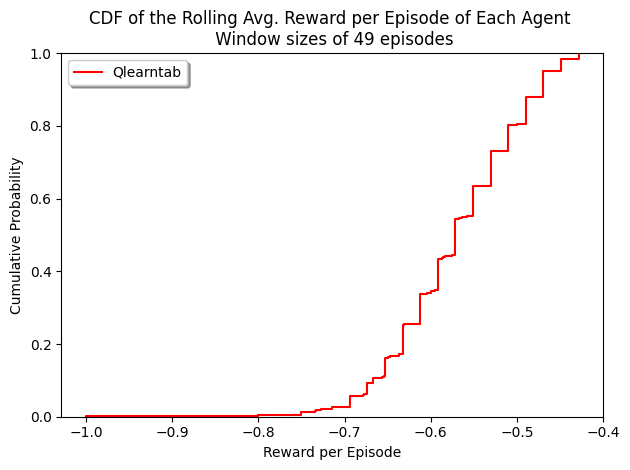 CDF of the Rolling Avg. Reward per Episode of Each Agent
Window sizes of 49 episodes
Qlearntab
1.0
0.8
0.6
0.4
0.2
0.0
Cumulative Probability
−1.0 −0.9 −0.8 −0.7 −0.6 −0.5 −0.4
Reward per Episode